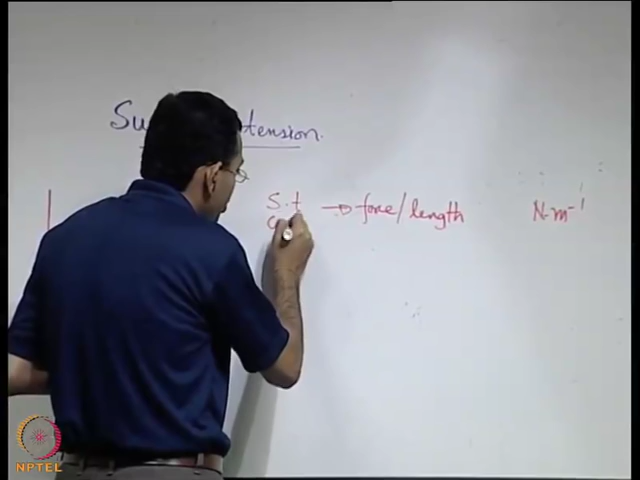 Su tension.
S.t → force/length N·m⁻¹
NPTEL